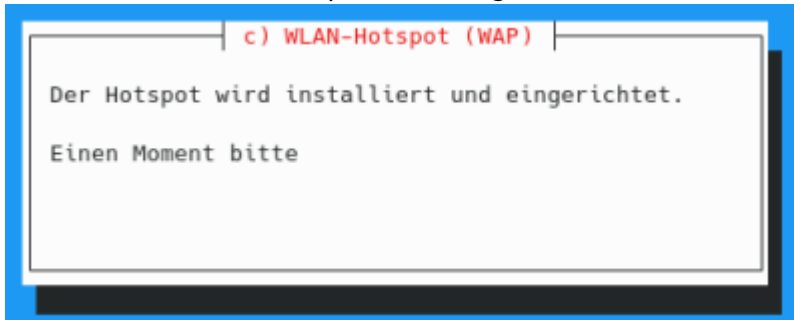 c) WLAN-Hotspot (WAP)
Der Hotspot wird installiert und eingerichtet.
Einen Moment bitte